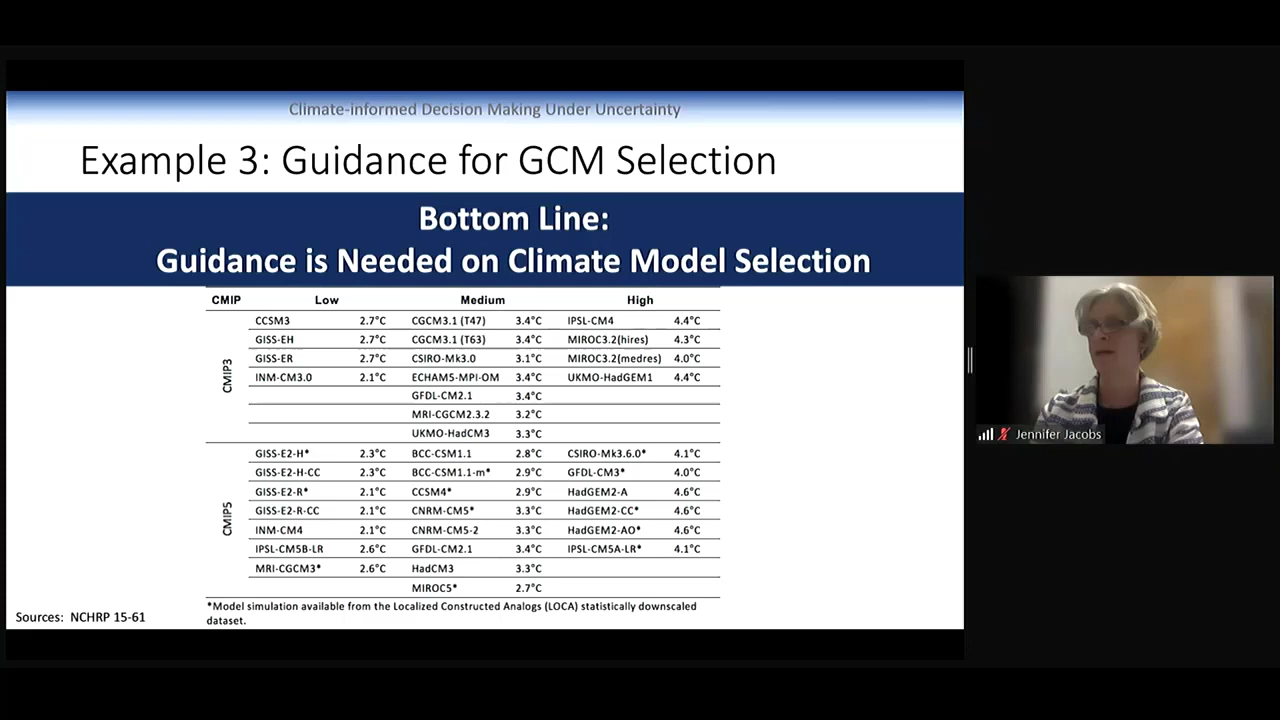 Climate-informed Decision Making Under Uncertainty
Example 3: Guidance for GCM Selection
Bottom Line:
Guidance is Needed on Climate Model Selection
CMIP Low Medium High
CMIP3
CCSM3 2.7°C CGCM3.1 (T47) 3.4°C IPSL-CM4 4.4°C
GISS-EH 2.7°C CGCM3.1 (T63) 3.4°C MIROC3.2(hires) 4.3°C
GISS-ER 2.7°C CSIRO-Mk3.0 3.1°C MIROC3.2(medres) 4.0°C
INM-CM3.0 2.1°C ECHAM5-MPI-OM 3.4°C UKMO-HadGEM1 4.4°C
GFDL-CM2.1 3.4°C
MRI-CGCM2.3.2 3.2°C
UKMO-HadCM3 3.3°C
CMIP5
GISS-E2-H* 2.3°C BCC-CSM1.1 2.8°C CSIRO-Mk3.6.0* 4.1°C
GISS-E2-H-CC 2.3°C BCC-CSM1.1-m* 2.9°C GFDL-CM3* 4.0°C
GISS-E2-R* 2.1°C CCSM4* 2.9°C HadGEM2-A 4.6°C
GISS-E2-R-CC 2.1°C CNRM-CM5* 3.3°C HadGEM2-CC* 4.6°C
INM-CM4 2.1°C CNRM-CM5-2 3.3°C HadGEM2-AO* 4.6°C
IPSL-CM5B-LR 2.6°C GFDL-CM2.1 3.4°C IPSL-CM5A-LR* 4.1°C
MRI-CGCM3* 2.6°C HadCM3 3.3°C
MIROC5* 2.7°C
*Model simulation available from the Localized Constructed Analogs (LOCA) statistically downscaled
dataset.
Sources: NCHRP 15-61
Jennifer Jacobs